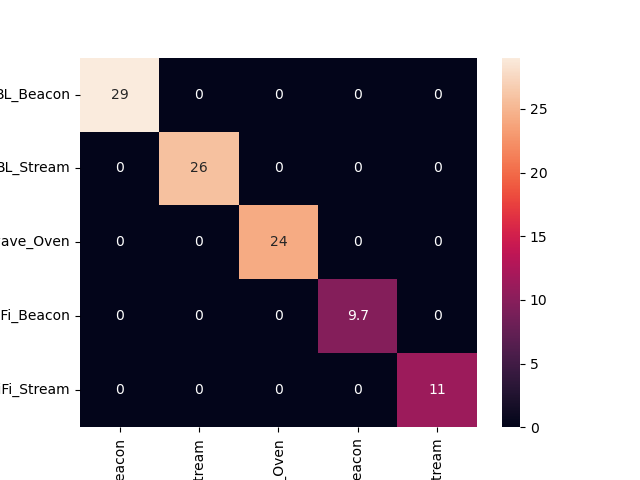 BL_Beacon 29 0 0 0 0
BL_Stream 0 26 0 0 0
ave_Oven 0 0 24 0 0
Fi_Beacon 0 0 0 9.7 0
Fi_Stream 0 0 0 0 11
eacon
tream
_Oven
eacon
tream
25
20
15
10
5
0